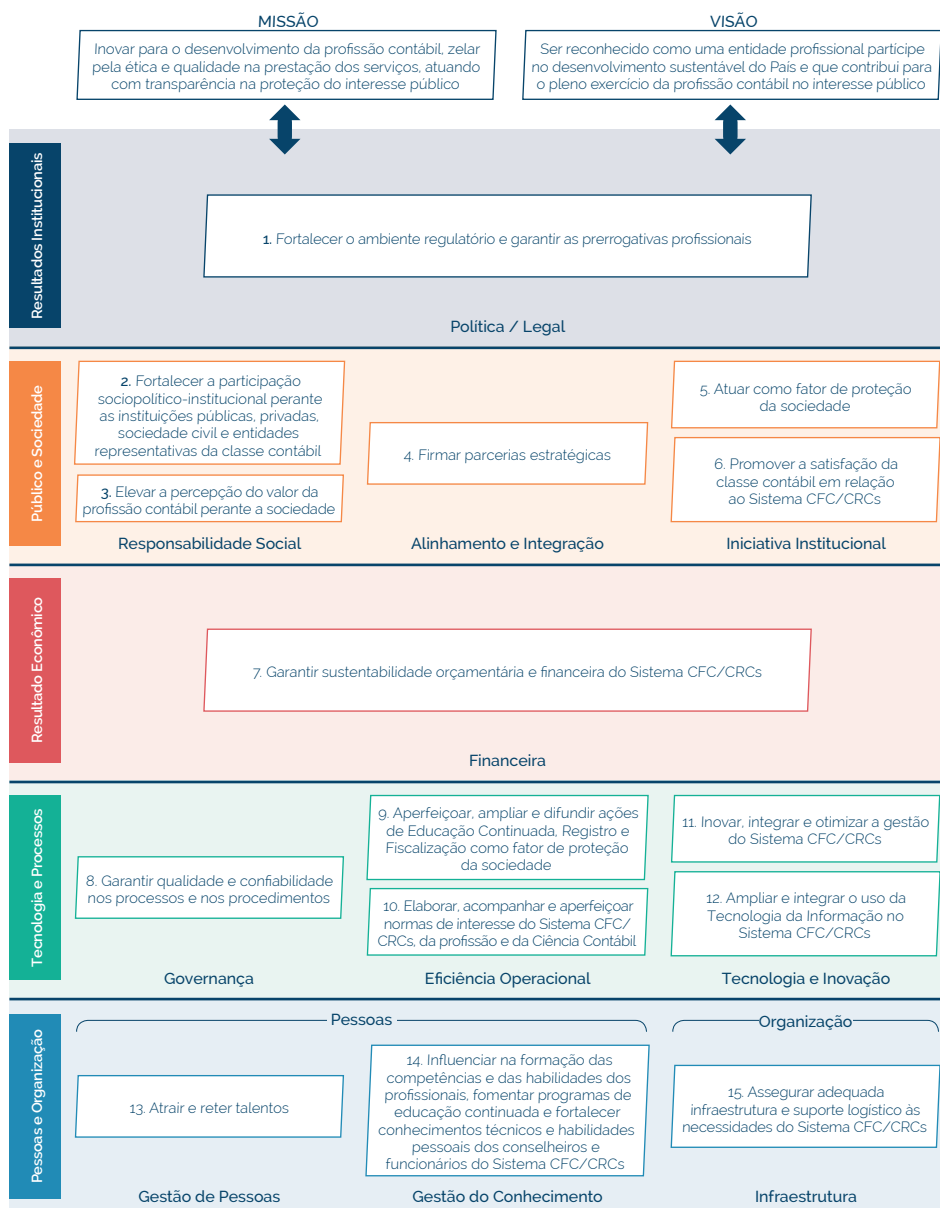 MISSÃO
Inovar para o desenvolvimento da profissão contábil, zelar
pela ética e qualidade na prestação dos serviços, atuando
com transparência na proteção do interesse público
VISÃO
Ser reconhecido como uma entidade profissional partícipe
no desenvolvimento sustentável do País e que contribui para
o pleno exercício da profissão contábil no interesse público
Resultados Institucionais
1. Fortalecer o ambiente regulatório e garantir as prerrogativas profissionais
Política / Legal
Público e Sociedade
2. Fortalecer a participação
sociopolítico-institucional perante
as instituições públicas, privadas,
sociedade civil e entidades
representativas da classe contábil
3. Elevar a percepção do valor da
profissão contábil perante a sociedade
Responsabilidade Social
4. Firmar parcerias estratégicas
Alinhamento e Integração
5. Atuar como fator de proteção
da sociedade
6. Promover a satisfação da
classe contábil em relação
ao Sistema CFC/CRCs
Iniciativa Institucional
Resultado Econômico
7. Garantir sustentabilidade orçamentária e financeira do Sistema CFC/CRCs
Financeira
Tecnologia e Processos
8. Garantir qualidade e confiabilidade
nos processos e nos procedimentos
Governança
9. Aperfeiçoar, ampliar e difundir ações
de Educação Continuada, Registro e
Fiscalização como fator de proteção
da sociedade
10. Elaborar, acompanhar e aperfeiçoar
normas de interesse do Sistema CFC/
CRCs, da profissão e da Ciência Contábil
Eficiência Operacional
11. Inovar, integrar e otimizar a gestão
do Sistema CFC/CRCs
12. Ampliar e integrar o uso da
Tecnologia da Informação no
Sistema CFC/CRCs
Tecnologia e Inovação
Pessoas e Organização
Pessoas
13. Atrair e reter talentos
Gestão de Pessoas
14. Influenciar na formação das
competências e das habilidades dos
profissionais, fomentar programas de
educação continuada e fortalecer
conhecimentos técnicos e habilidades
pessoais dos conselheiros e
funcionários do Sistema CFC/CRCs
Gestão do Conhecimento
Organização
15. Assegurar adequada
infraestrutura e suporte logístico às
necessidades do Sistema CFC/CRCs
Infraestrutura